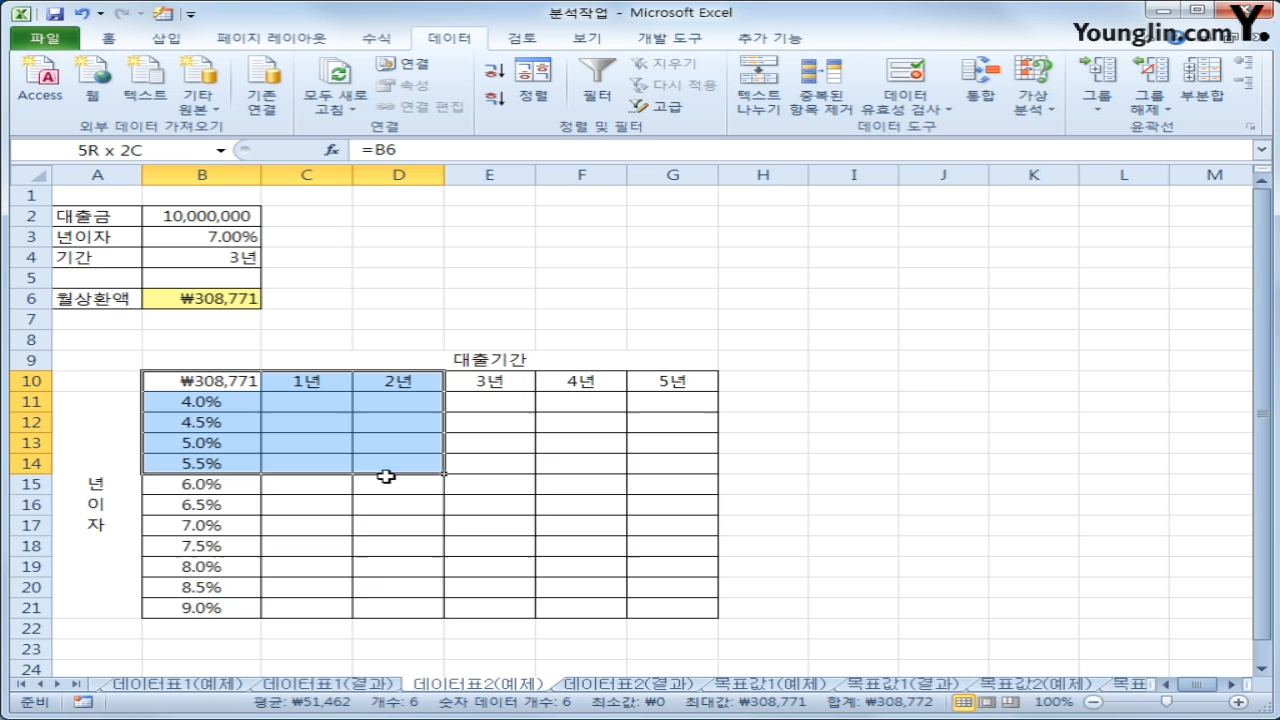 분석작업 - Microsoft Excel
Younglin.com Y.
파일 홈 삽입 페이지 레이아웃 수식 데이터 검토 보기 개발 도구 추가 기능
Access 웹 텍스트 기타 원본 기존 연결 모두 새로 고침 연결 속성 연결 편집 정렬 필터 지우기 다시 적용 고급 텍스트 나누기 중복된 항목 제거 데이터 유효성 검사 통합 가상 분석 그룹 그룹 해제 부분합
외부 데이터 가져오기 연결 정렬 및 필터 데이터 도구 윤곽선
5R x 2C fx =B6
A B C D E F G H I J K L M
1
2 대출금 10,000,000
3 년이자 7.00%
4 기간 3년
5
6 월상환액 ₩308,771
7
8
9 대출기간
10 ₩308,771 1년 2년 3년 4년 5년
11 4.0%
12 4.5%
13 5.0%
14 5.5%
15 년 6.0%
16 이 6.5%
17 자 7.0%
18 7.5%
19 8.0%
20 8.5%
21 9.0%
22
23
24
데이터표1(예제) 데이터표1(결과) 데이터표2(예제) 데이터표2(결과) 목표값1(예제) 목표값1(결과) 목표값2(예제) 목표
준비 평균: ₩51,462 개수: 6 숫자 데이터 개수: 6 최소값: ₩0 최대값: ₩308,771 합계: ₩308,772 100%